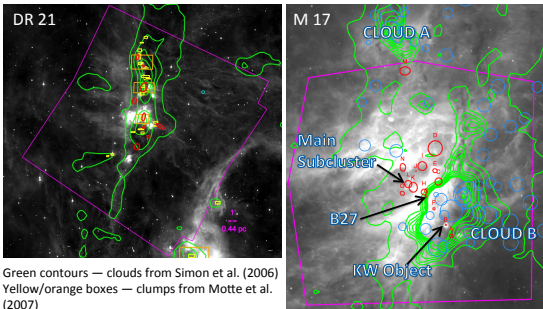 DR 21
1'
0.44 pc
Green contours — clouds from Simon et al. (2006)
Yellow/orange boxes — clumps from Motte et al.
(2007)
M 17
CLOUD A
Main
Subcluster
B27
CLOUD B
KW Object